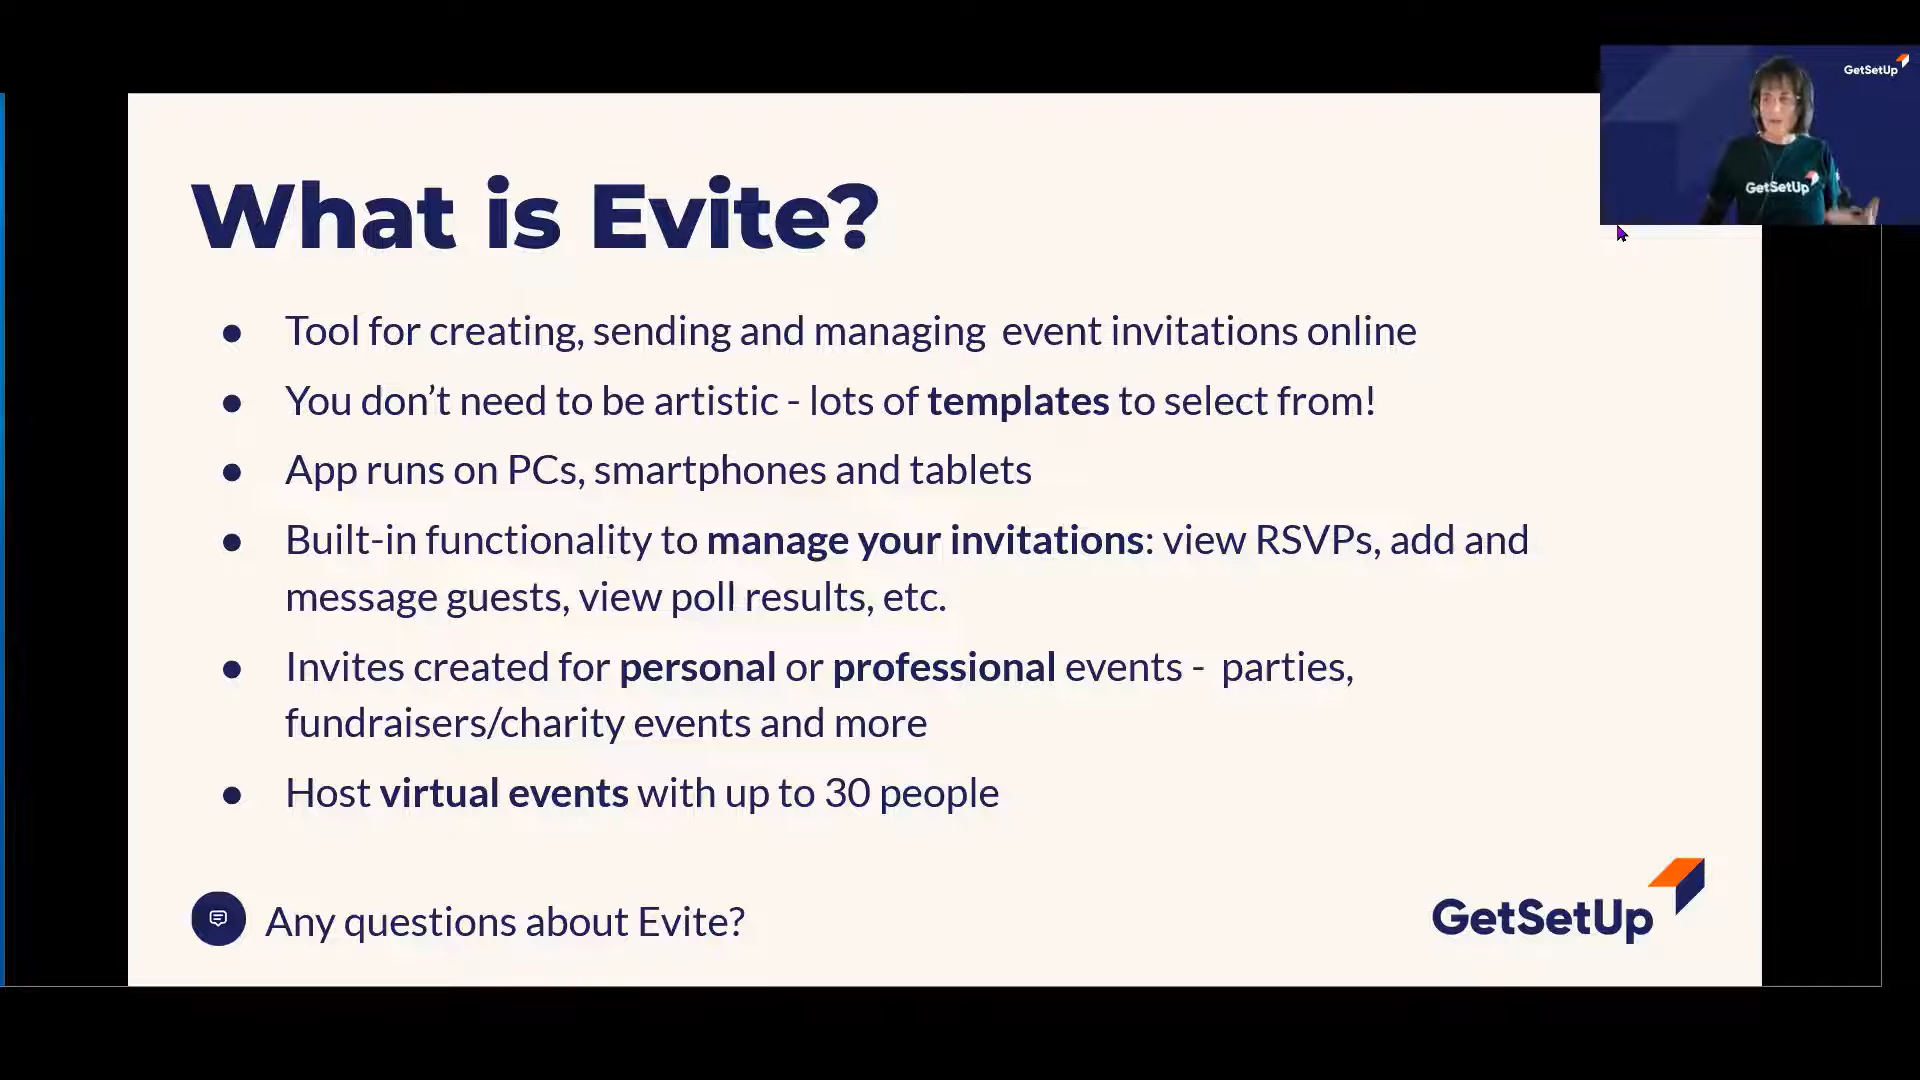 GetSetUp
GetSetUp
What is Evite?
● Tool for creating, sending and managing  event invitations online
● You don’t need to be artistic - lots of templates to select from!
● App runs on PCs, smartphones and tablets
● Built-in functionality to manage your invitations: view RSVPs, add and
message guests, view poll results, etc.
● Invites created for personal or professional events -  parties,
fundraisers/charity events and more
● Host virtual events with up to 30 people
Any questions about Evite?
GetSetUp